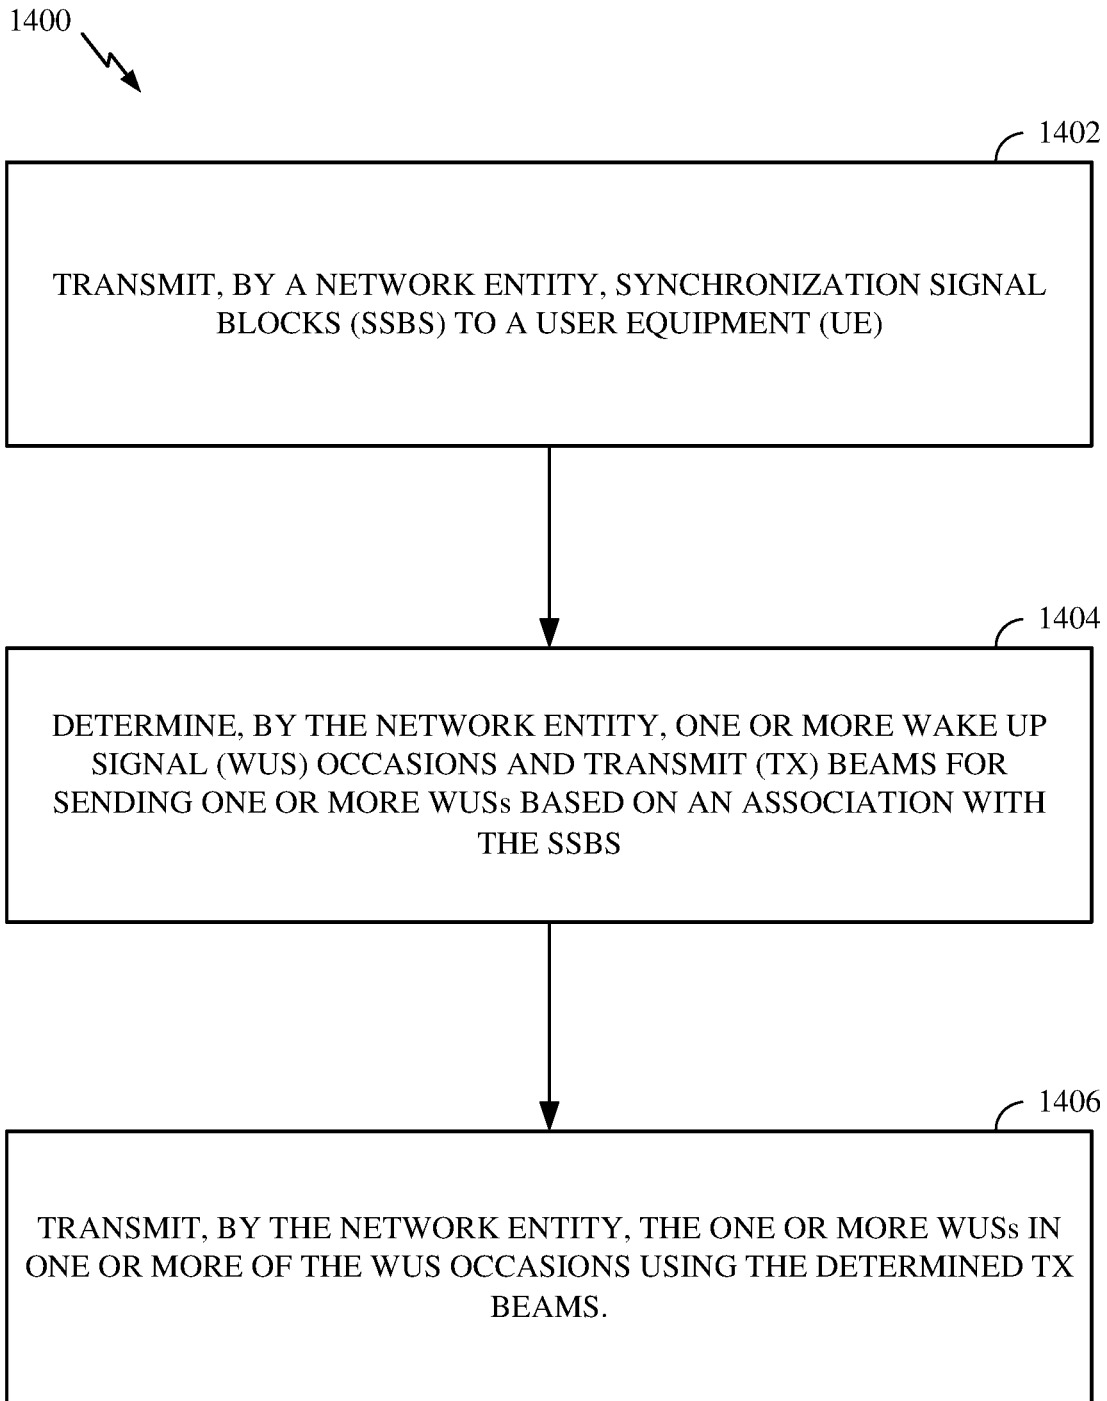 1400
1402
TRANSMIT, BY A NETWORK ENTITY, SYNCHRONIZATION SIGNAL
BLOCKS (SSBS) TO A USER EQUIPMENT (UE)
1404
DETERMINE, BY THE NETWORK ENTITY, ONE OR MORE WAKE UP
SIGNAL (WUS) OCCASIONS AND TRANSMIT (TX) BEAMS FOR
SENDING ONE OR MORE WUSs BASED ON AN ASSOCIATION WITH
THE SSBS
1406
TRANSMIT, BY THE NETWORK ENTITY, THE ONE OR MORE WUSs IN
ONE OR MORE OF THE WUS OCCASIONS USING THE DETERMINED TX
BEAMS.